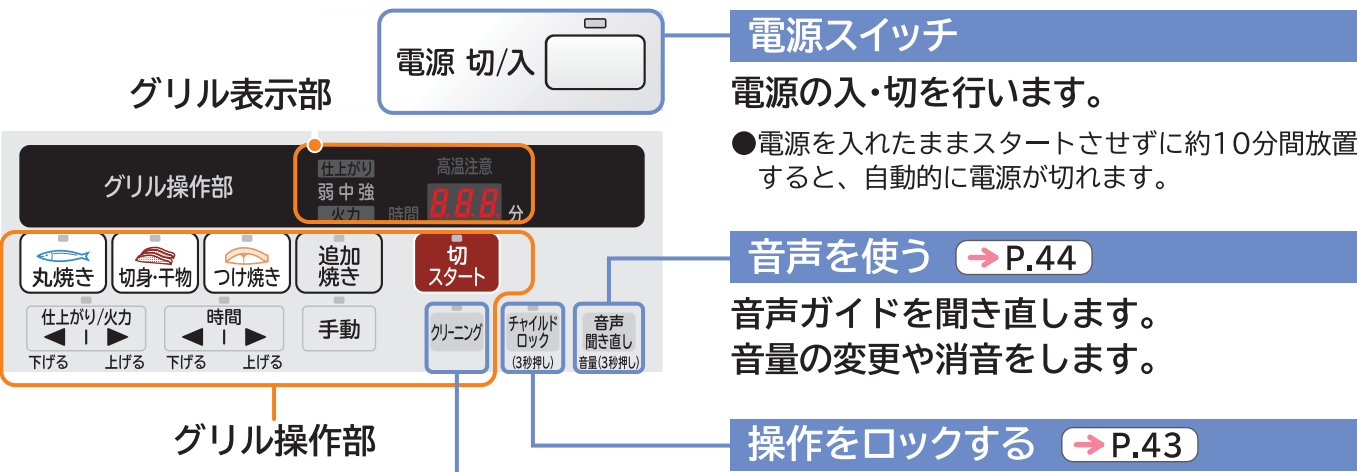 電源 切/入
電源スイッチ
電源の入・切を行います。
●電源を入れたままスタートさせずに約10分間放置
すると、自動的に電源が切れます。
グリル表示部
グリル操作部
仕上がり
高温注意
弱 中 強
火力
時間 8.8.8. 分
丸焼き
切身・干物
つけ焼き
追加
焼き
切
スタート
仕上がり/火力
◀ I ▶
下げる 上げる
時間
◀ I ▶
下げる 上げる
手動
クリーニング
チャイルド
ロック
(3秒押し)
音声
聞き直し
音量(3秒押し)
グリル操作部
音声を使う ➔P.44
音声ガイドを聞き直します。
音量の変更や消音をします。
操作をロックする ➔P.43